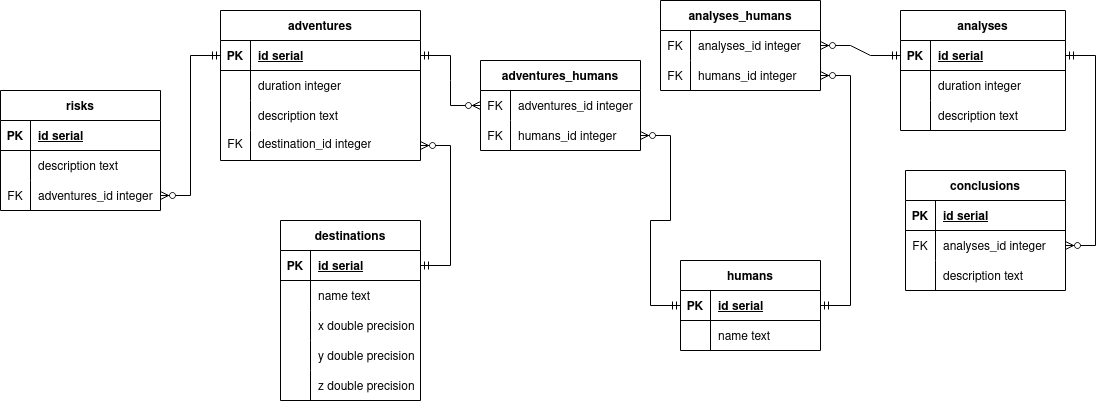 risks
PK id serial
description text
FK adventures_id integer
adventures
PK id serial
duration integer
description text
FK destination_id integer
destinations
PK id serial
name text
x double precision
y double precision
z double precision
adventures_humans
FK adventures_id integer
FK humans_id integer
analyses_humans
FK analyses_id integer
FK humans_id integer
humans
PK id serial
name text
analyses
PK id serial
duration integer
description text
conclusions
PK id serial
FK analyses_id integer
description text